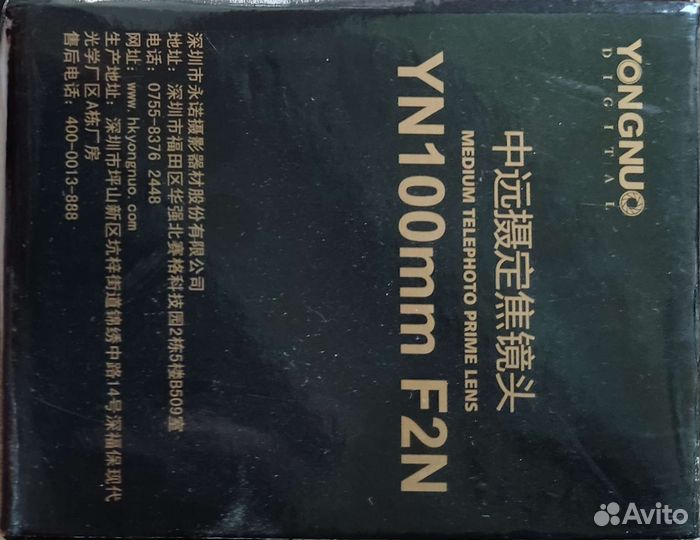 YONGNUO
DIGITAL
中远摄定焦镜头
MEDIUM TELEPHOTO PRIME LENS
YN100mm F2N
深圳市永诺摄影器材股份有限公司
地址：深圳市福田区华强北赛格科技园2栋5楼B509室
电话：0755-8376 2448
网址：www.hkyongnuo.com
生产地址：深圳市坪山新区坑梓街道锦绣中路14号深福保现代
光学厂区A栋厂房
售后电话：400-0013-888
Avito